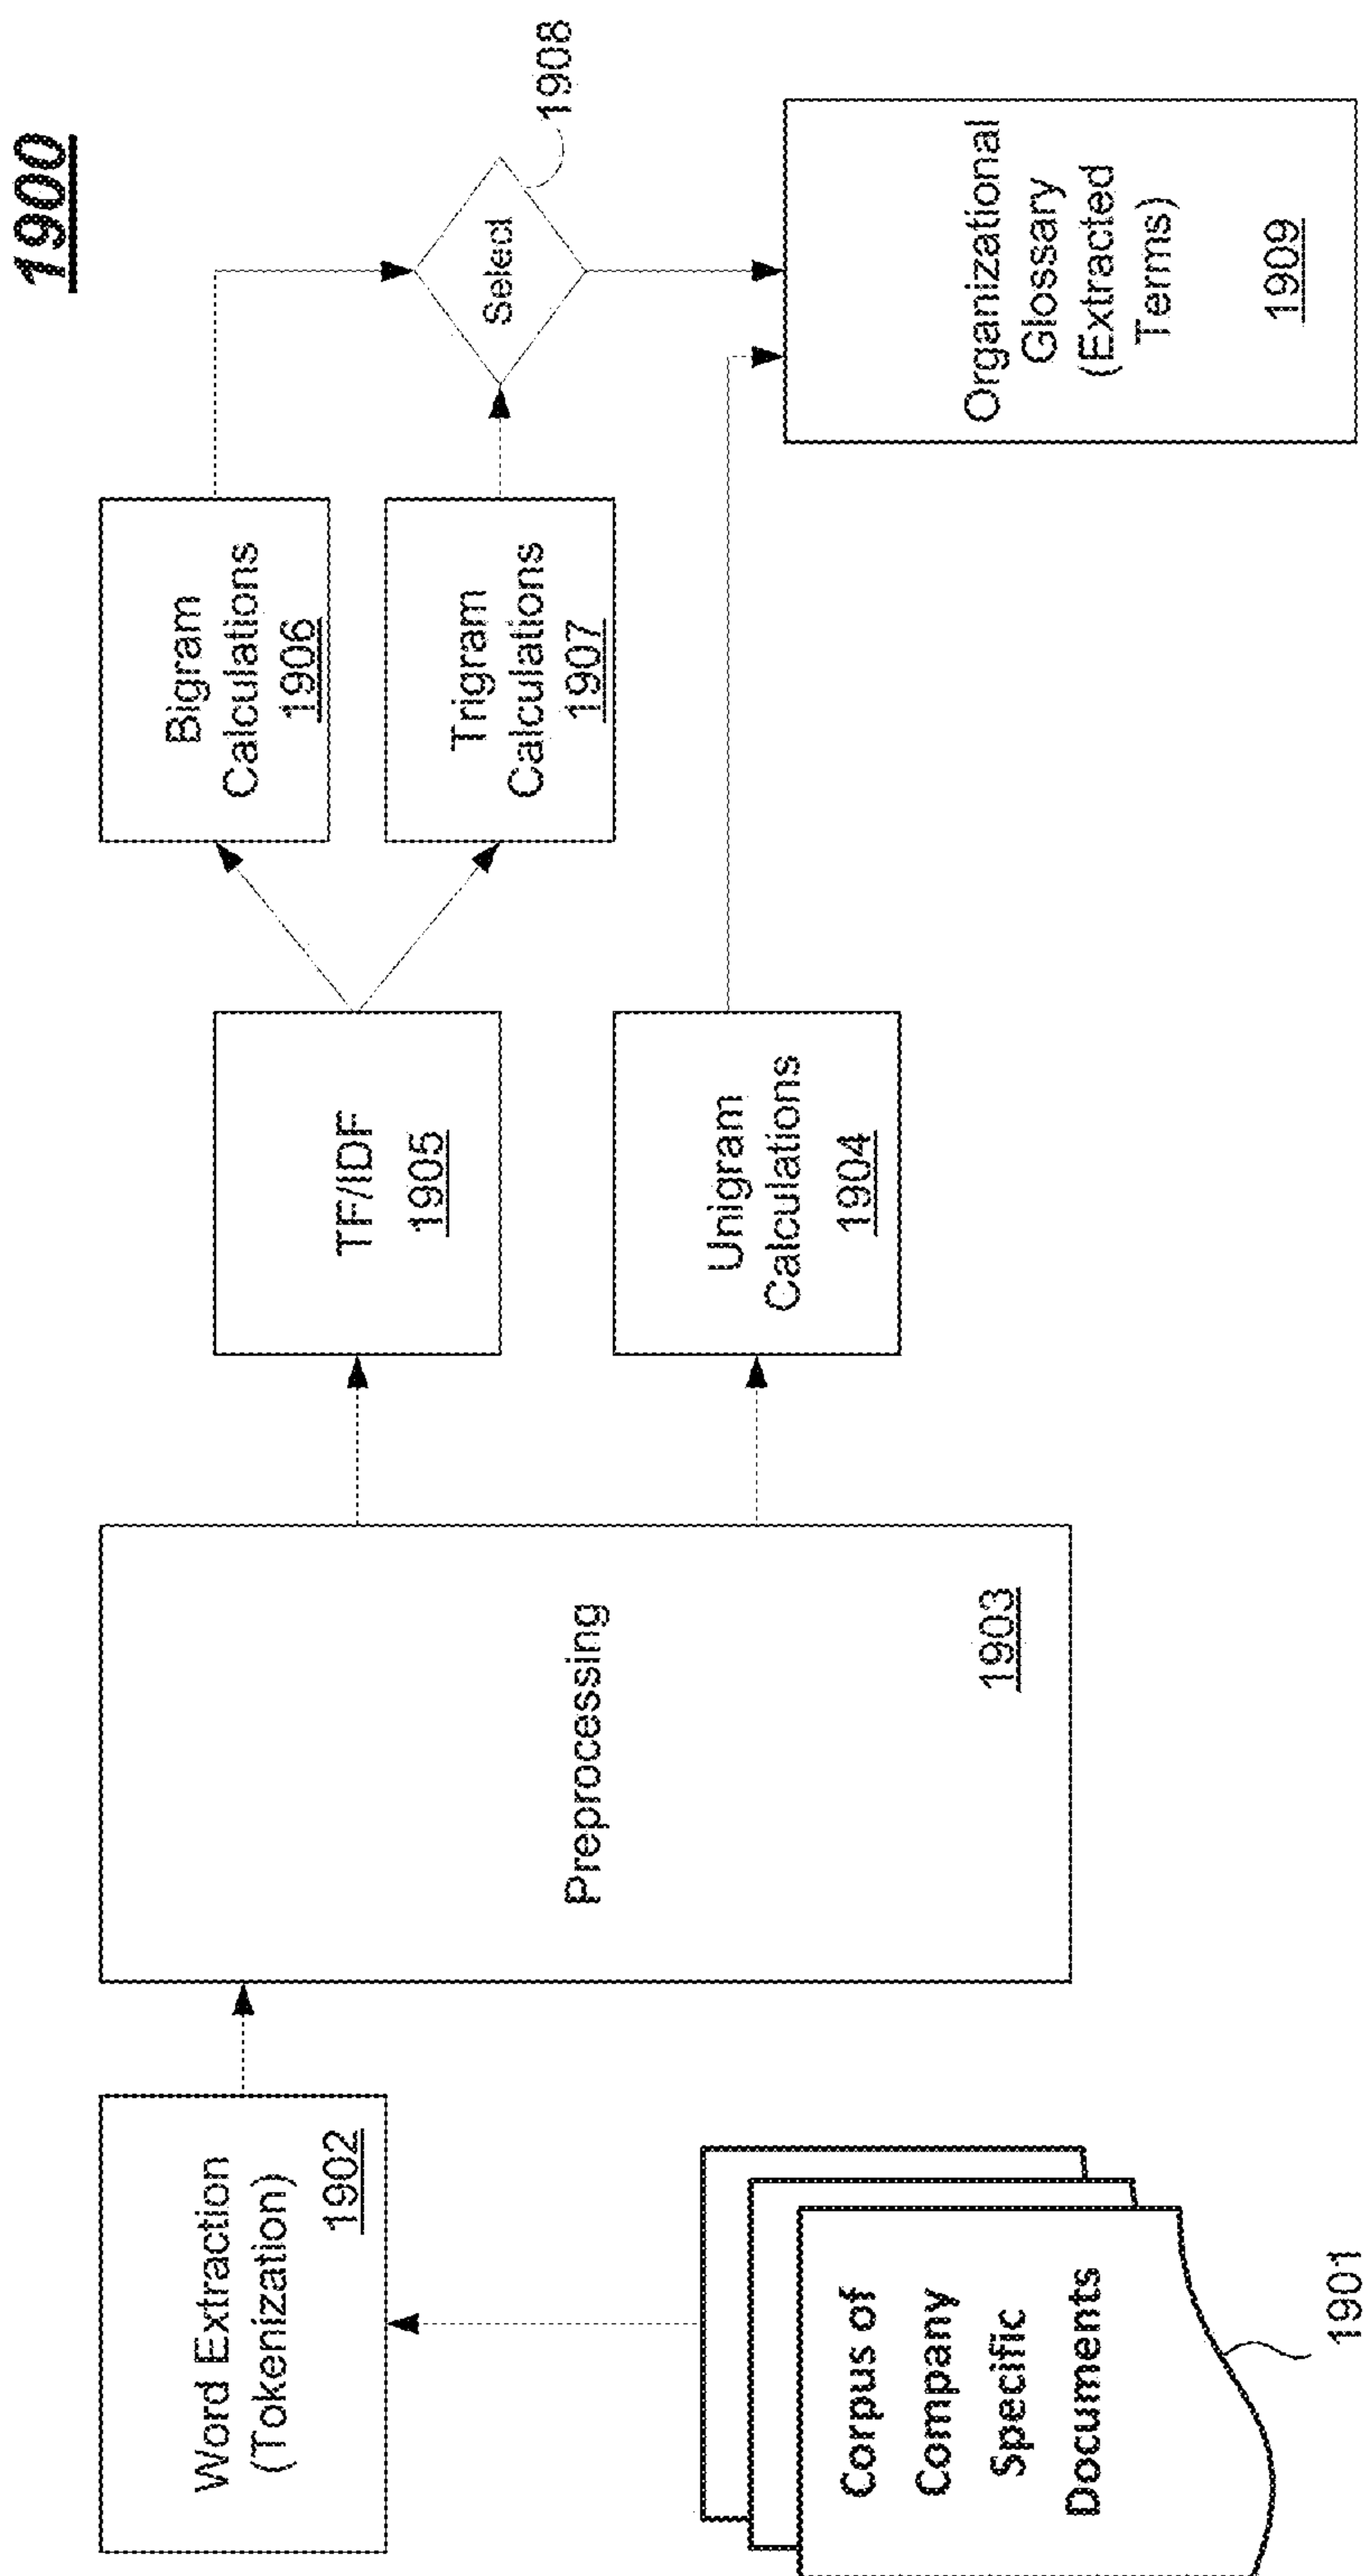 1900
Word Extraction
(Tokenization)
1902
Corpus of
Company
Specific
Documents
1901
Preprocessing
1903
TF/IDF
1905
Unigram
Calculations
1904
Bigram
Calculations
1906
Trigram
Calculations
1907
Select
1908
Organizational
Glossary
(Extracted
Terms)
1909